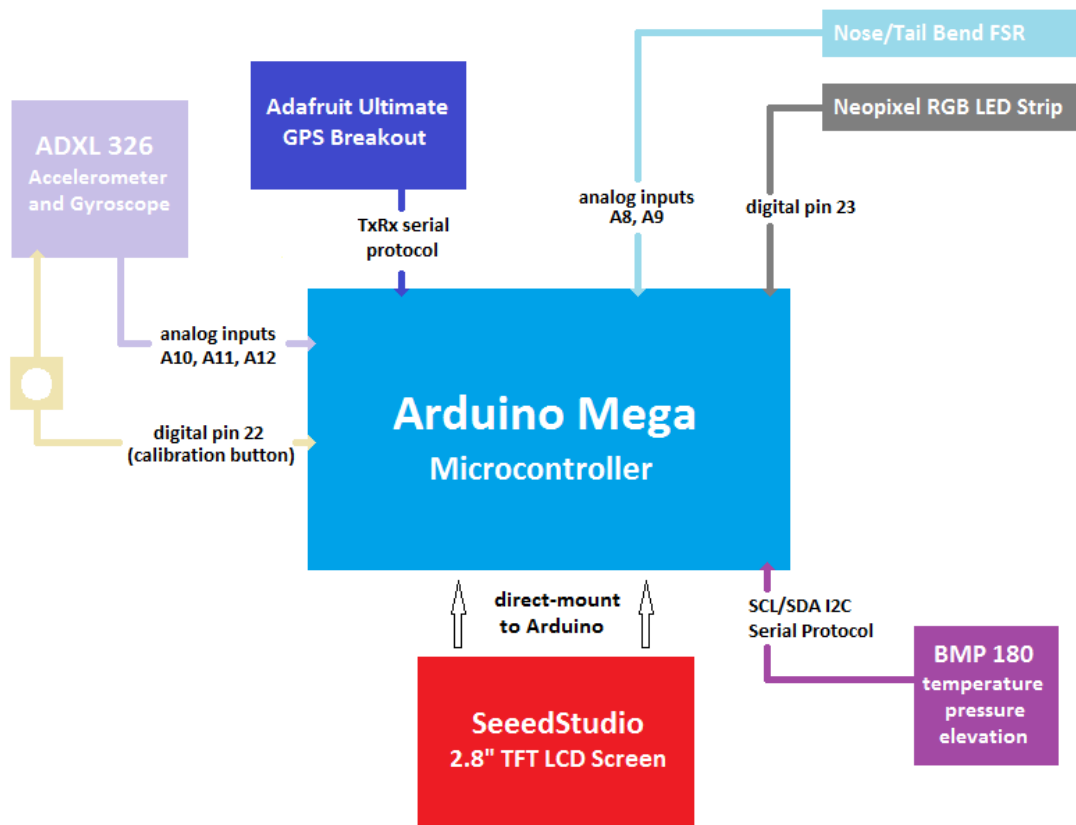 Nose/Tail Bend FSR
Neopixel RGB LED Strip
Adafruit Ultimate
GPS Breakout
ADXL 326
Accelerometer
and Gyroscope
TxRx serial
protocol
analog inputs
A8, A9
digital pin 23
analog inputs
A10, A11, A12
digital pin 22
(calibration button)
Arduino Mega
Microcontroller
direct-mount
to Arduino
SCL/SDA I2C
Serial Protocol
BMP 180
temperature
pressure
elevation
SeeedStudio
2.8" TFT LCD Screen